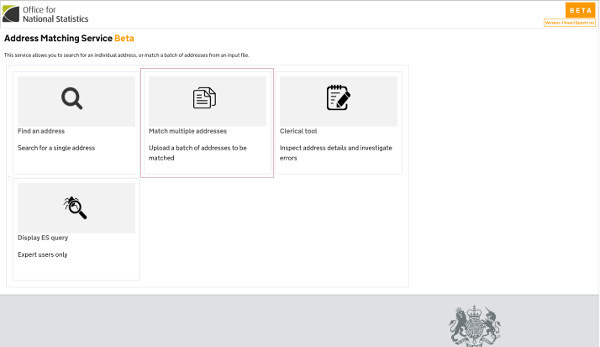 Office for
National Statistics
BETA
Address Matching Service Beta
This service allows you to search for an individual address, or match a batch of addresses from an input file.
Find an address
Search for a single address
Match multiple addresses
Upload a batch of addresses to be
matched
Clerical tool
Inspect address details and investigate
errors
Display ES query
Expert users only